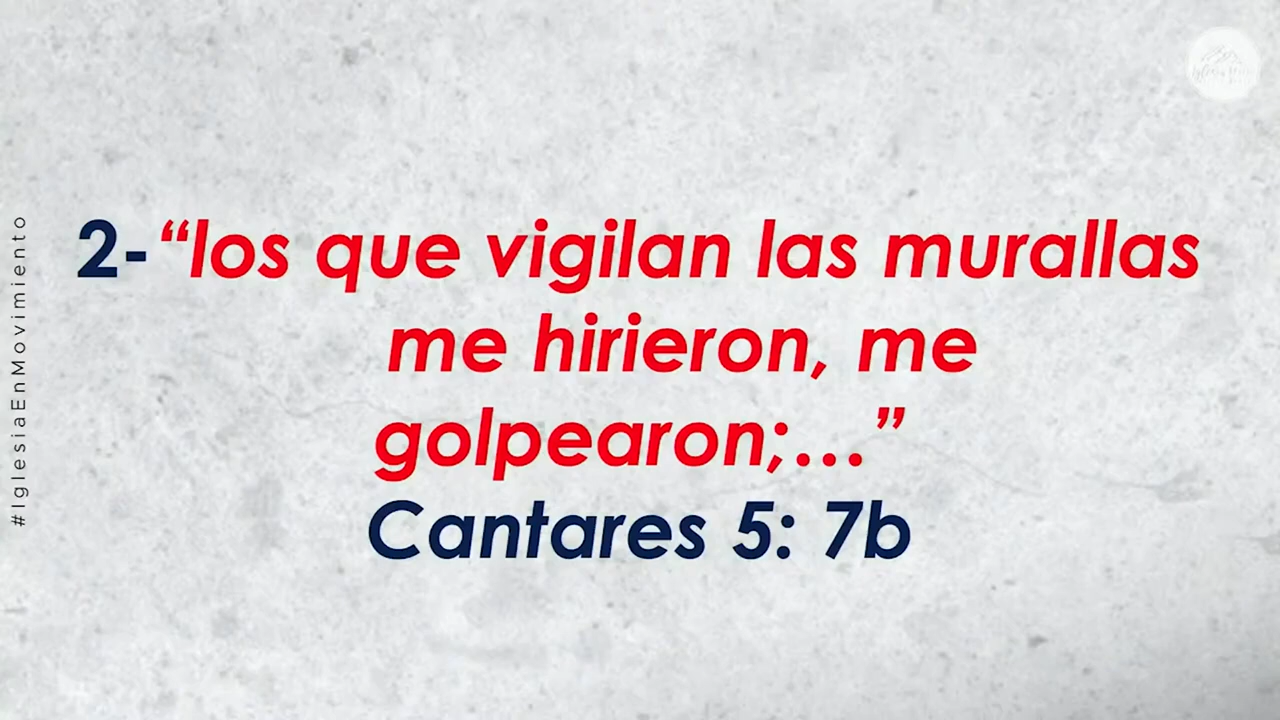 2-“los que vigilan las murallas
me hirieron, me
golpearon;...”
Cantares 5: 7b
#IglesiaEnMovimiento